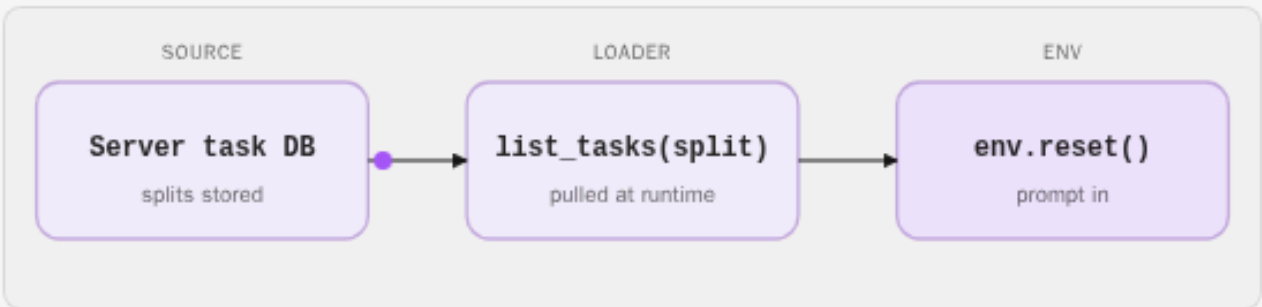 SOURCE
LOADER
ENV
Server task DB
list_tasks(split)
env.reset()
splits stored
pulled at runtime
prompt in